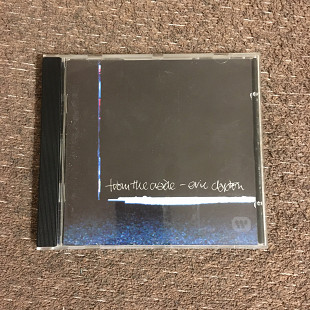 from the cradle - eric clapton